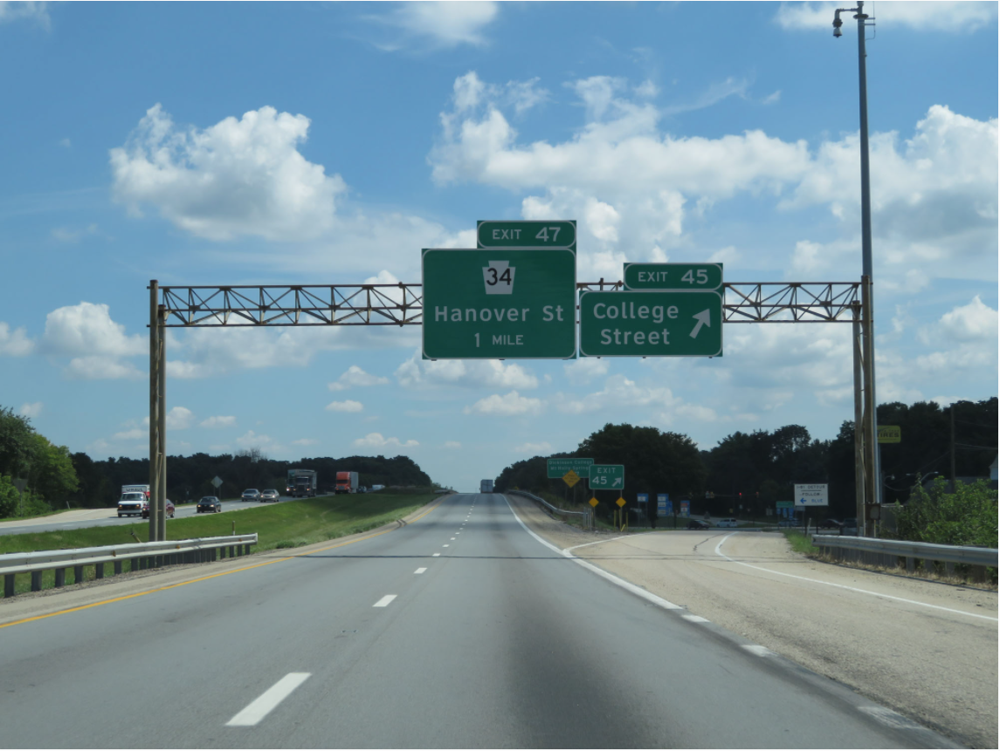 EXIT 47
34
Hanover St
1 MILE
EXIT 45
College
Street
EXIT
45